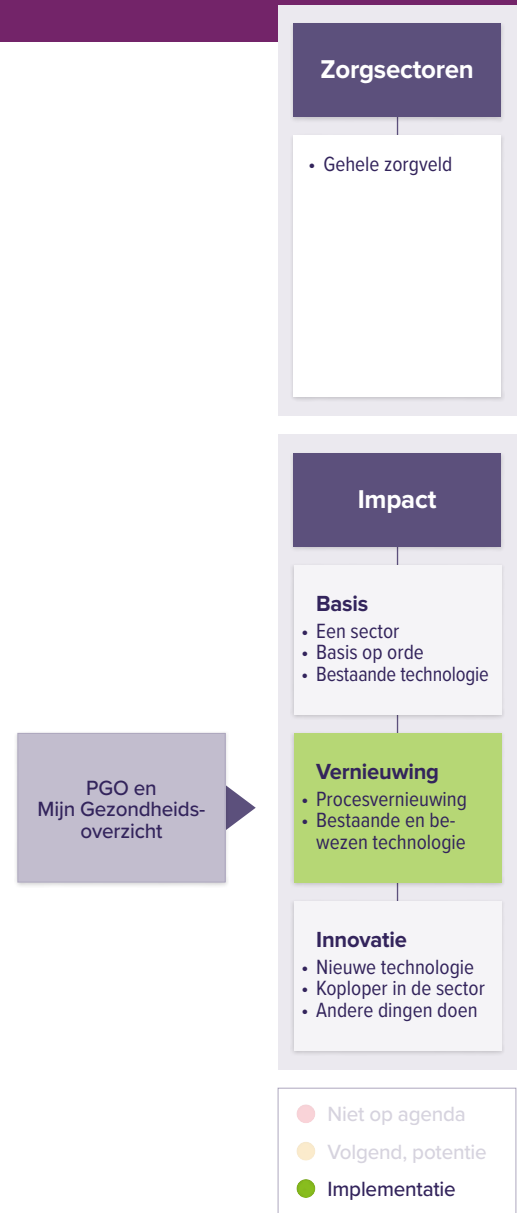 Zorgsectoren
• Gehele zorgveld
Impact
Basis
• Een sector
• Basis op orde
• Bestaande technologie
PGO en
Mijn Gezondheids-
overzicht
Vernieuwing
• Procesvernieuwing
• Bestaande en be-
wezen technologie
Innovatie
• Nieuwe technologie
• Koploper in de sector
• Andere dingen doen
Niet op agenda
Volgend, potentie
Implementatie